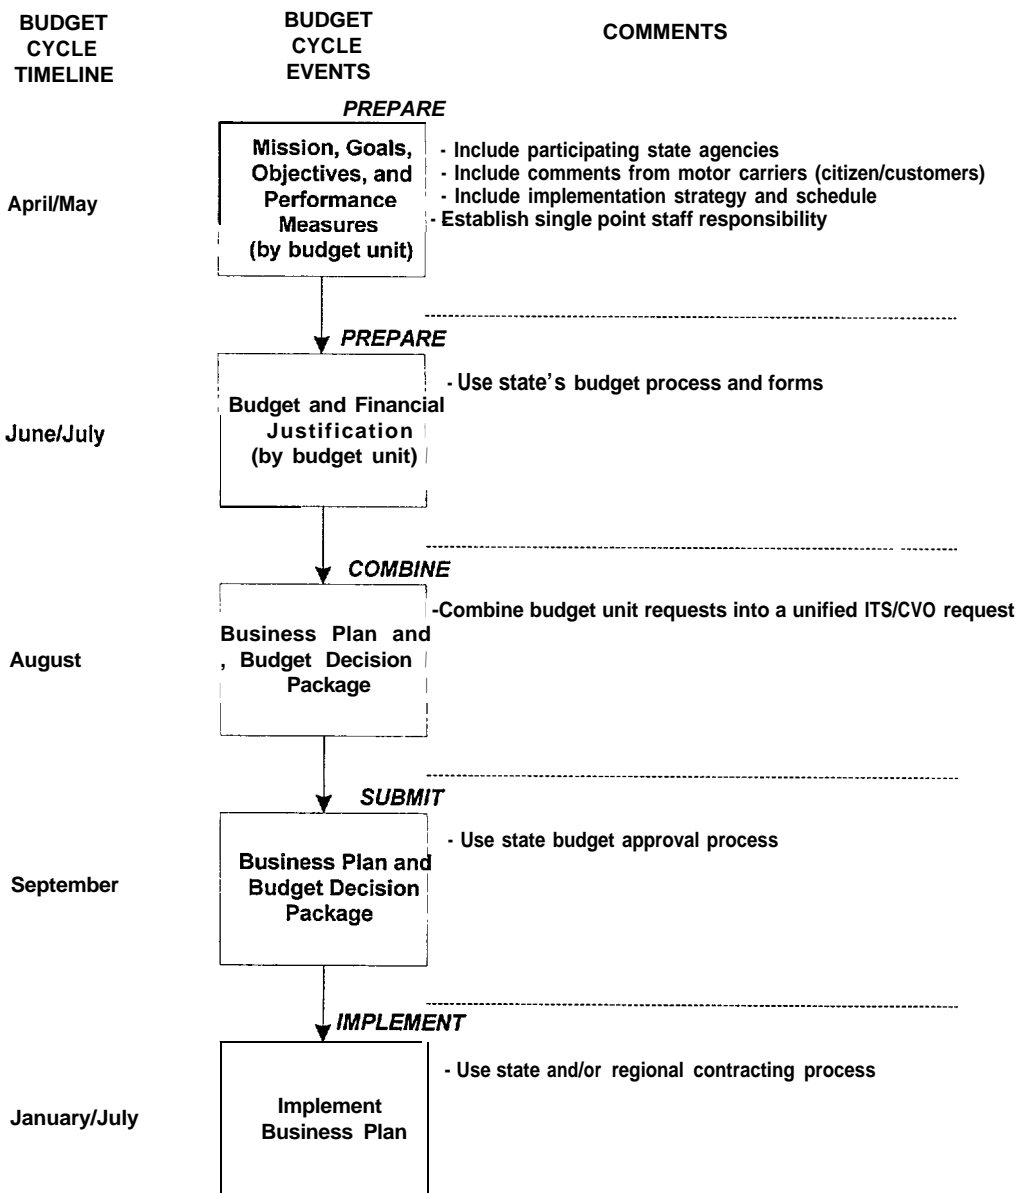 BUDGET
CYCLE
TIMELINE
BUDGET
CYCLE
EVENTS
COMMENTS
PREPARE
Mission, Goals,
Objectives, and
Performance
Measures
(by budget unit)
- Include participating state agencies
- Include comments from motor carriers (citizen/customers)
- Include implementation strategy and schedule
- Establish single point staff responsibility
April/May
PREPARE
Budget and Financial
Justification
(by budget unit)
- Use state's budget process and forms
June/July
COMBINE
Business Plan and
, Budget Decision
Package
-Combine budget unit requests into a unified ITS/CVO request
August
SUBMIT
Business Plan and
Budget Decision
Package
- Use state budget approval process
September
IMPLEMENT
Implement
Business Plan
- Use state and/or regional contracting process
January/July